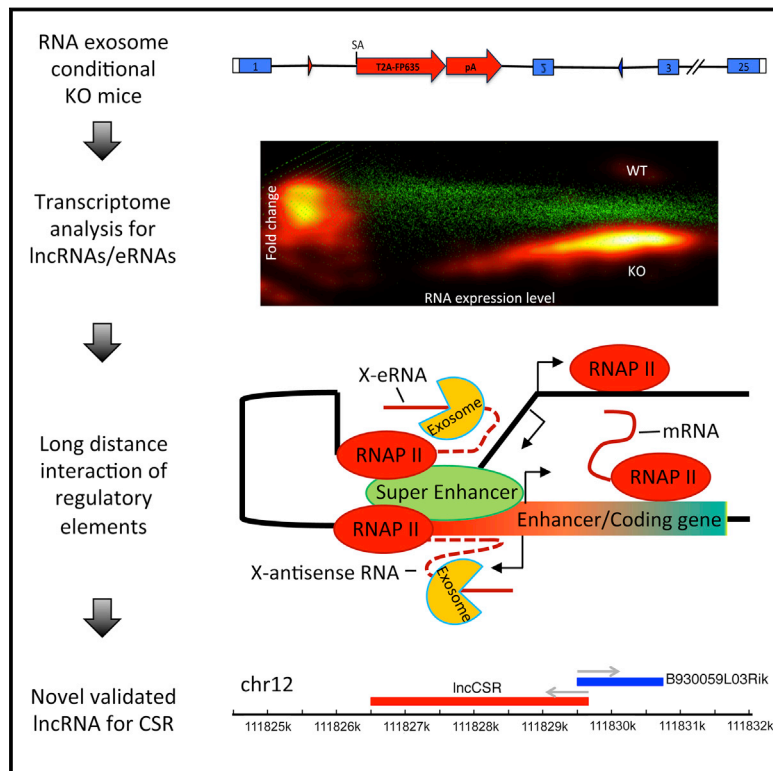 RNA exosome
conditional
KO mice
SA
1
T2A-FP635
pA
2
3
25
Transcriptome
analysis for
lncRNAs/eRNAs
Fold change
WT
KO
RNA expression level
Long distance
interaction of
regulatory
elements
X-eRNA
Exosome
RNAP II
RNAP II
mRNA
RNAP II
Super Enhancer
RNAP II
Enhancer/Coding gene
X-antisense RNA
Exosome
Novel validated
lncRNA for CSR
chr12
lncCSR
B930059L03Rik
111825k 111826k 111827k 111828k 111829k 111830k 111831k 111832k